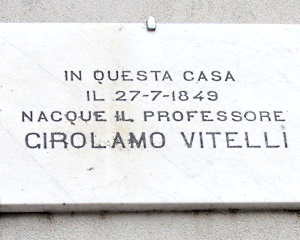 IN QUESTA CASA
IL 27-7-1849
NACQUE IL PROFESSORE
GIROLAMO VITELLI